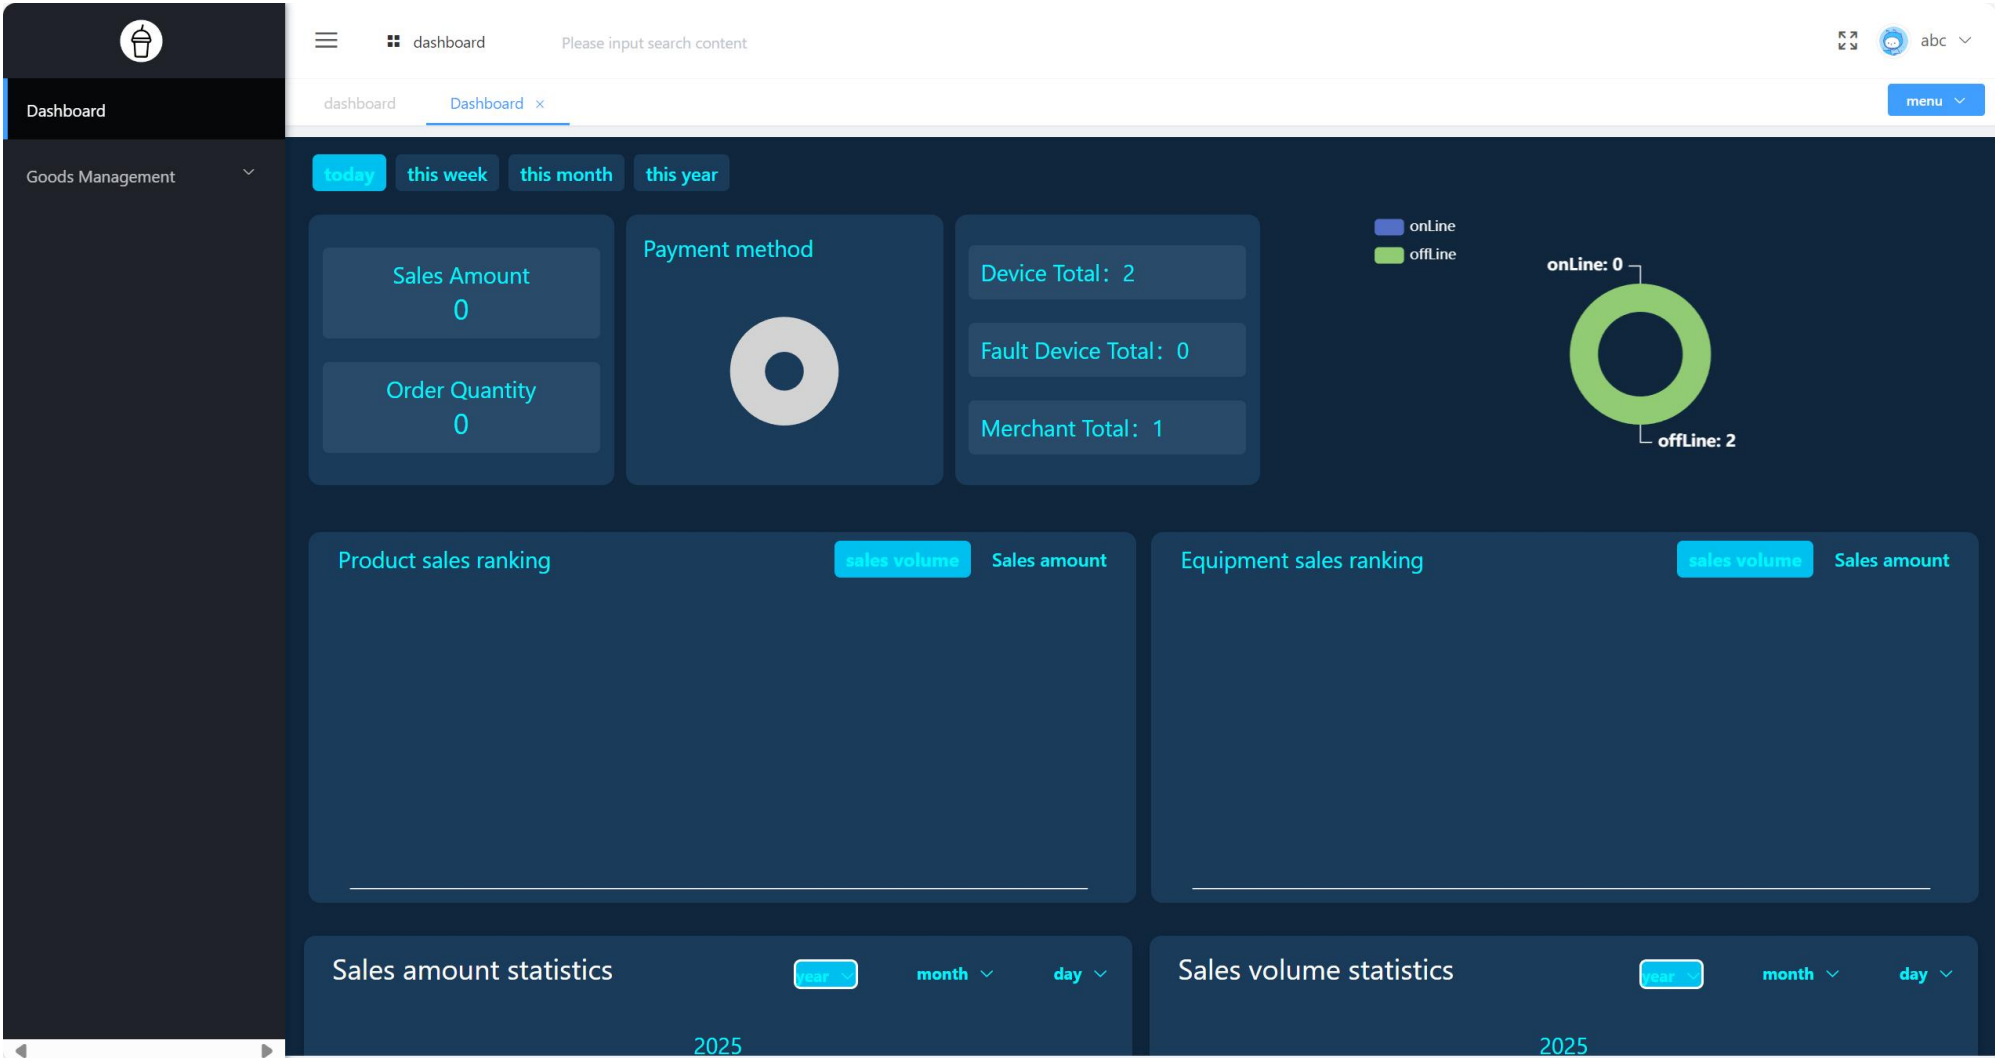 dashboard
Please input search content
abc
Dashboard
Goods Management
dashboard
Dashboard ×
menu
today
this week
this month
this year
Sales Amount
0
Order Quantity
0
Payment method
Device Total：2
Fault Device Total：0
Merchant Total：1
onLine
offLine
onLine: 0
offLine: 2
Product sales ranking
sales volume
Sales amount
Equipment sales ranking
sales volume
Sales amount
Sales amount statistics
year
month
day
2025
Sales volume statistics
year
month
day
2025